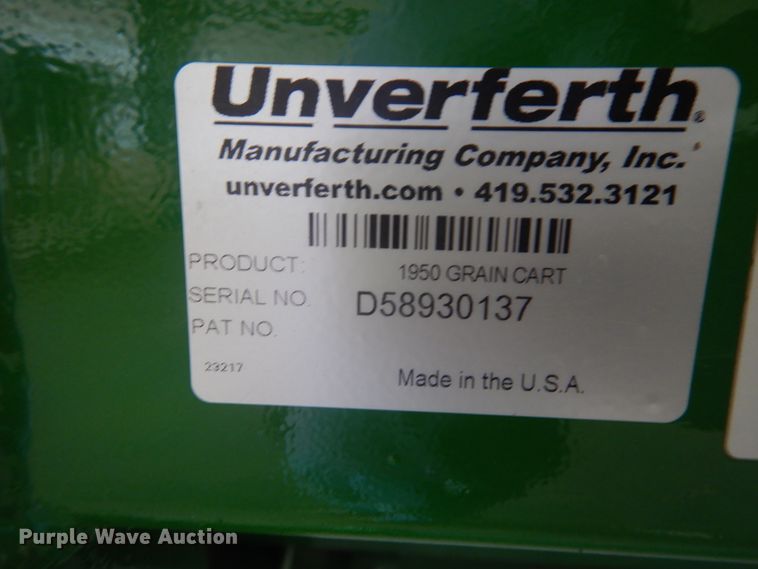 Unverferth®
Manufacturing Company, Inc.
unverferth.com • 419.532.3121
PRODUCT: 1950 GRAIN CART
SERIAL NO. D58930137
PAT NO.
23217
Made in the U.S.A.
Purple Wave Auction